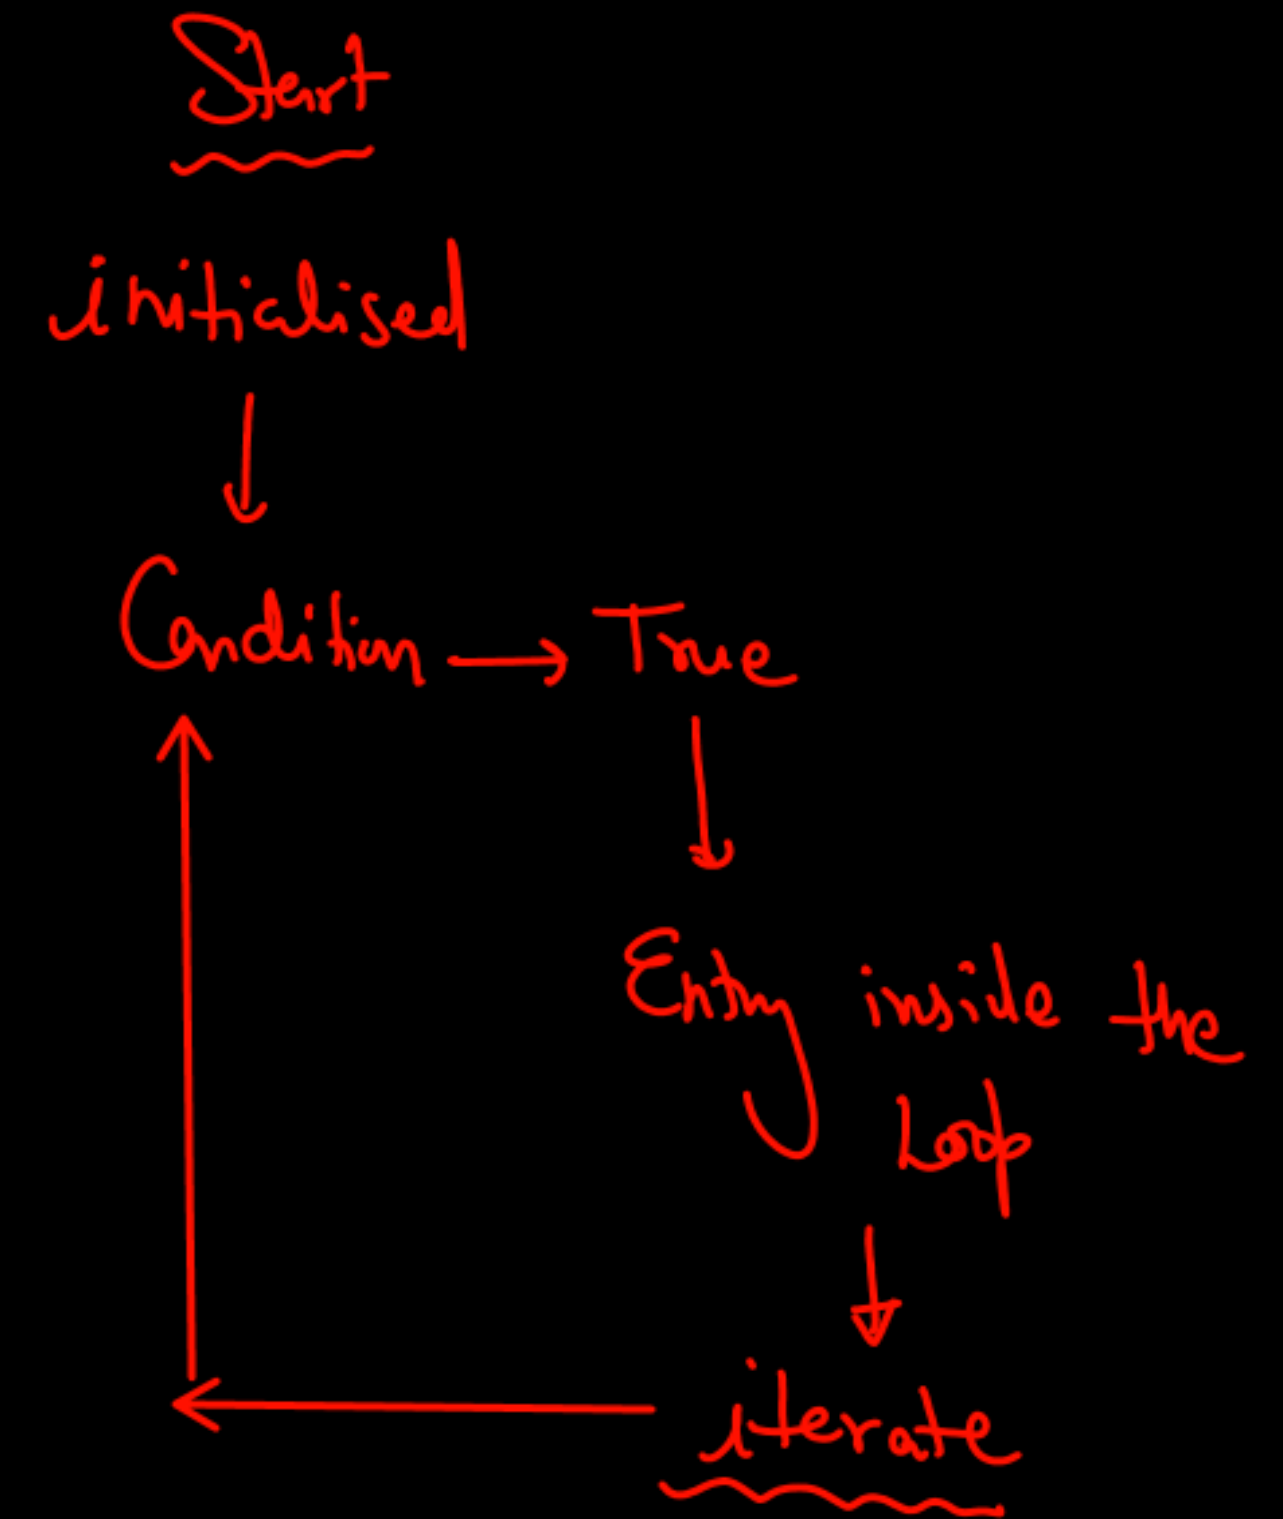 Start
initialised
Condition → True
Entry inside the
Loop
iterate